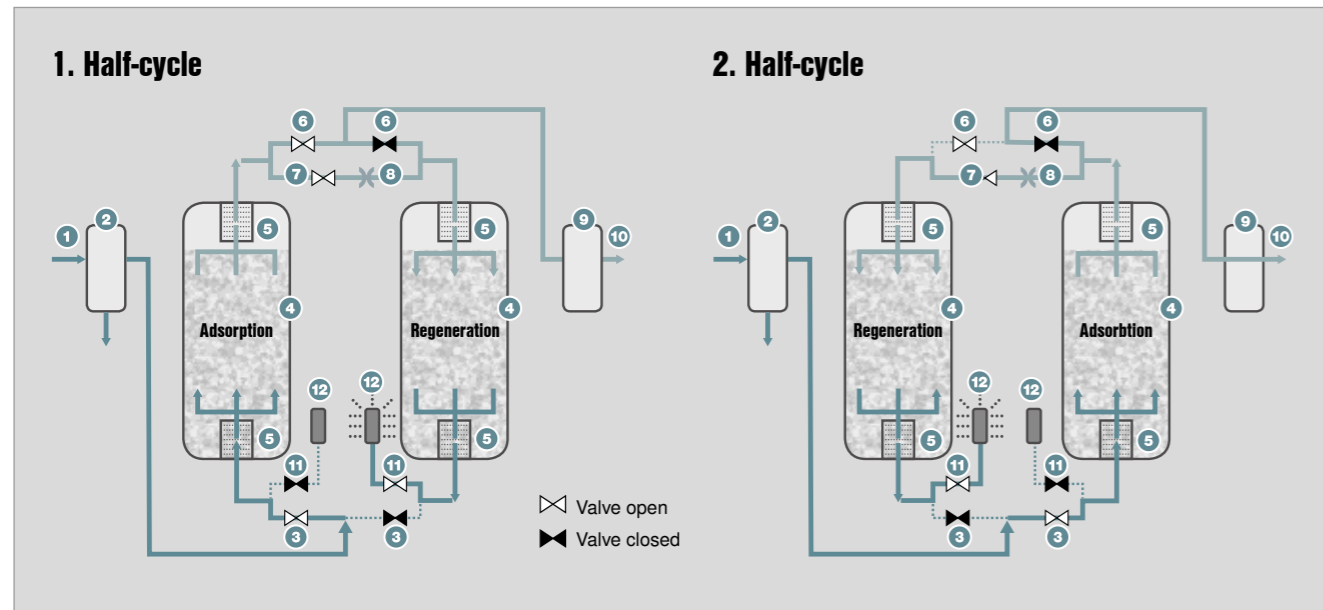 1. Half-cycle
2. Half-cycle
6 6
7 8
2 5 5 9
1 10
4 4
Adsorption Regeneration
12 12
5 5
11 11
3 3
Valve open
Valve closed
6 6
7 8
2 5 5 9
1 10
4 4
Regeneration Adsorbtion
12 12
5 5
11 11
3 3